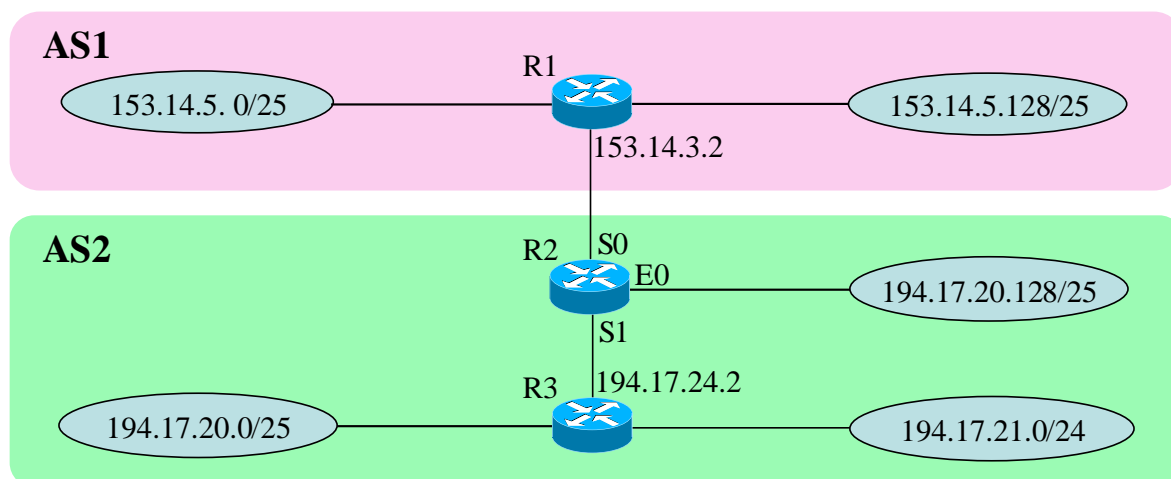 AS1
R1
153.14.5. 0/25
153.14.5.128/25
153.14.3.2
AS2
R2
S0
E0
194.17.20.128/25
S1
R3
194.17.24.2
194.17.20.0/25
194.17.21.0/24